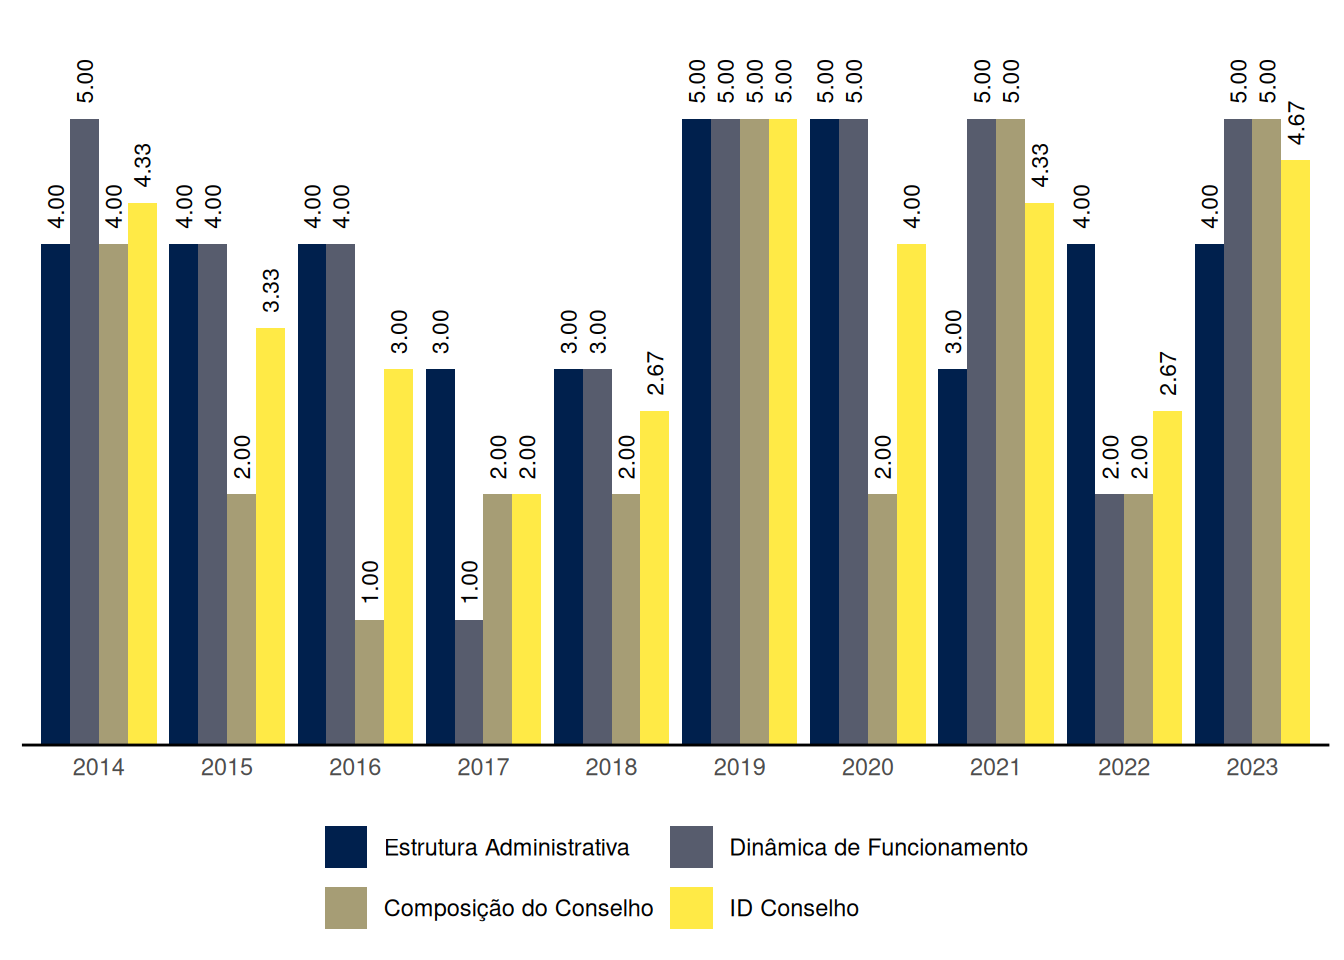 4.00 5.00 4.00 4.33 4.00 4.00 2.00 3.33 4.00 4.00 1.00 3.00 3.00 1.00 2.00 2.00 3.00 3.00 2.00 2.67 5.00 5.00 5.00 5.00 5.00 5.00 2.00 4.00 3.00 5.00 5.00 4.33 4.00 2.00 2.00 2.67 4.00 5.00 5.00 4.67
2014 2015 2016 2017 2018 2019 2020 2021 2022 2023
Estrutura Administrativa Dinâmica de Funcionamento
Composição do Conselho ID Conselho